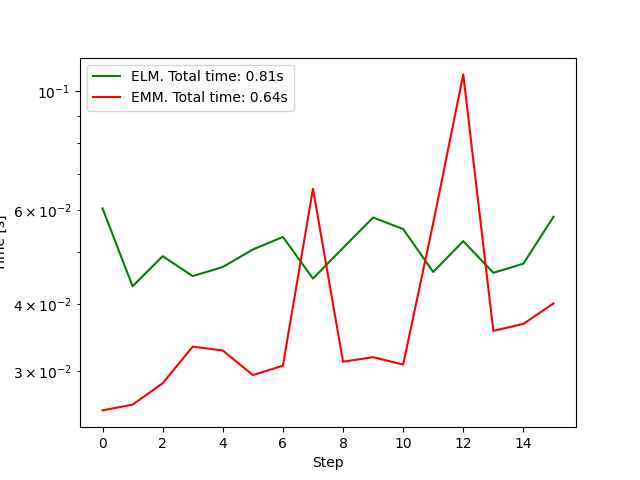 ELM. Total time: 0.81s
EMM. Total time: 0.64s
10⁻¹
6 × 10⁻²
4 × 10⁻²
3 × 10⁻²
Time [s]
0 2 4 6 8 10 12 14
Step